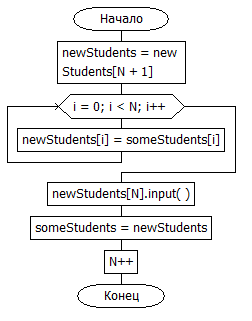 Начало
newStudents = new
Students[N + 1]
i = 0; i < N; i++
newStudents[i] = someStudents[i]
newStudents[N].input( )
someStudents = newStudents
N++
Конец